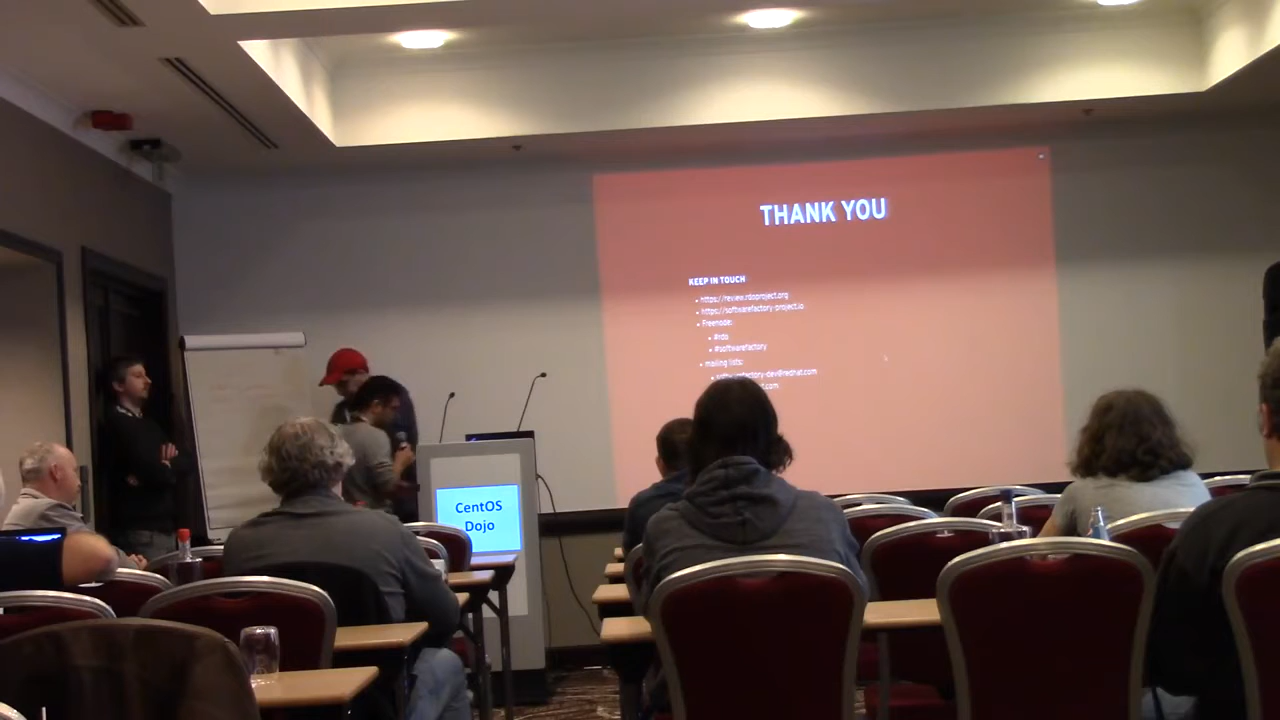 THANK YOU
KEEP IN TOUCH
https://review.rdoproject.org
https://softwarefactory-project.io
Freenode:
#rdo
#softwarefactory
mailing lists:
CentOS
Dojo